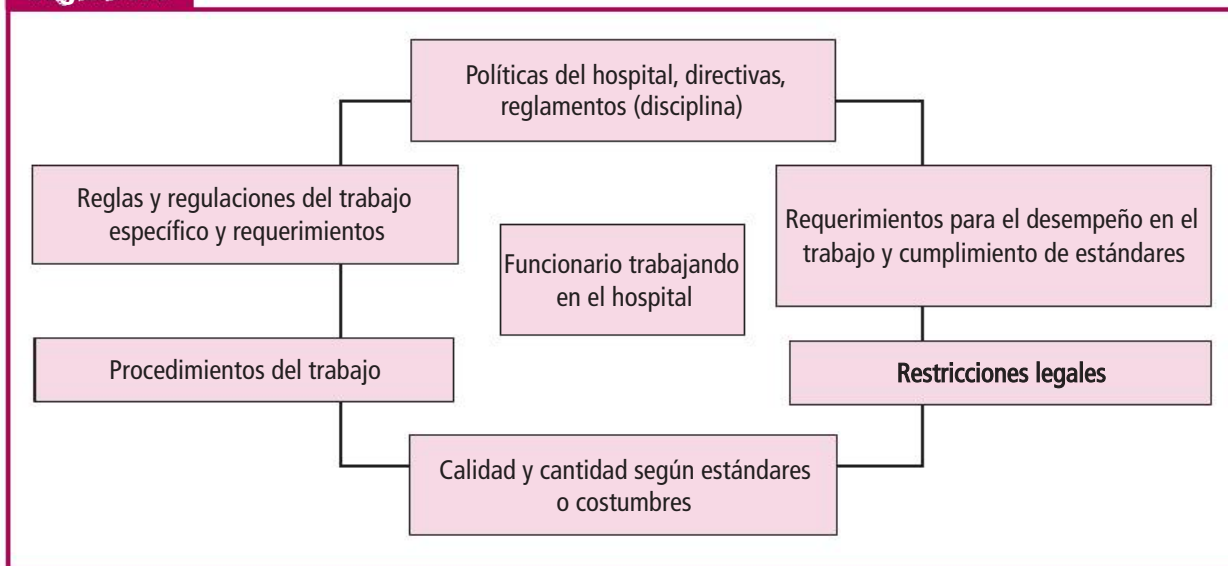 Políticas del hospital, directivas,
reglamentos (disciplina)
Reglas y regulaciones del trabajo
específico y requerimientos
Requerimientos para el desempeño en el
trabajo y cumplimiento de estándares
Funcionario trabajando
en el hospital
Procedimientos del trabajo
Restricciones legales
Calidad y cantidad según estándares
o costumbres